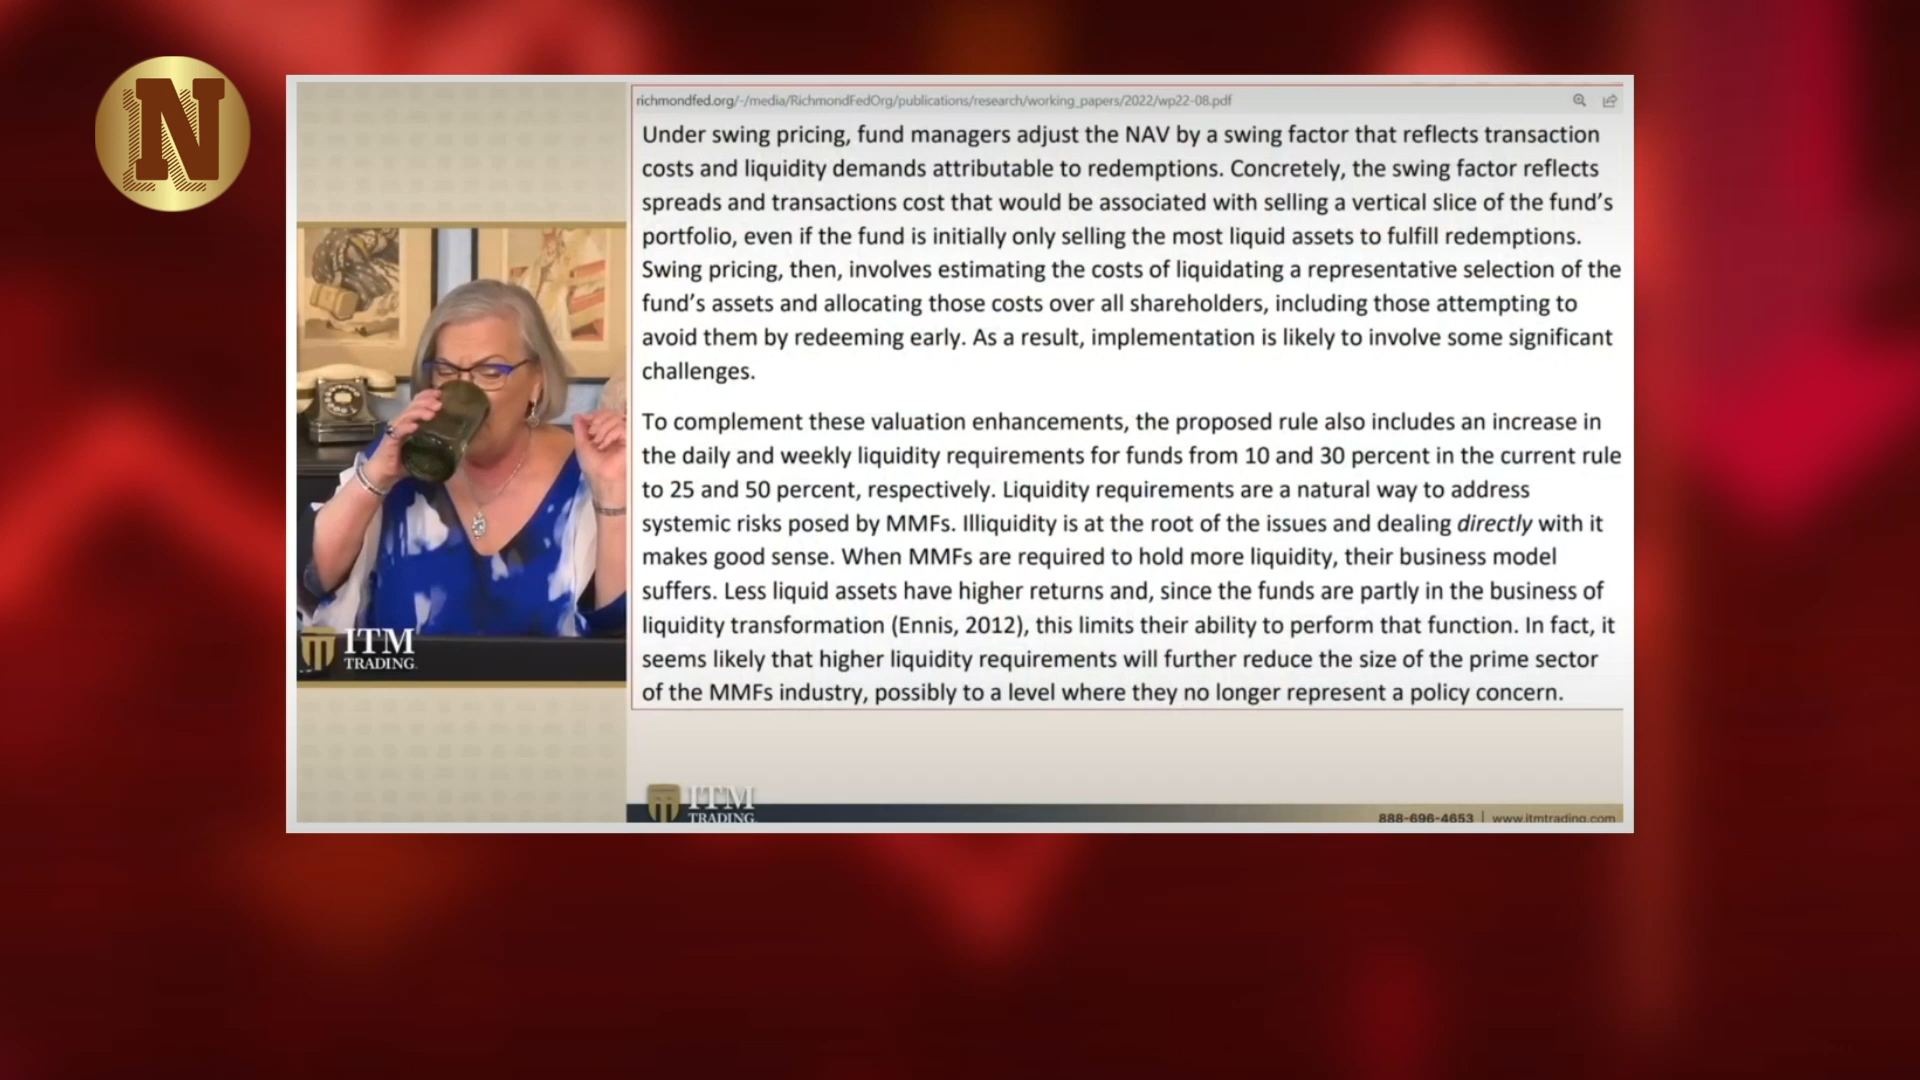 N
richmondfed.org/-/media/RichmondFedOrg/publications/research/working_papers/2022/wp22-08.pdf
Under swing pricing, fund managers adjust the NAV by a swing factor that reflects transaction
costs and liquidity demands attributable to redemptions. Concretely, the swing factor reflects
spreads and transactions cost that would be associated with selling a vertical slice of the fund’s
portfolio, even if the fund is initially only selling the most liquid assets to fulfill redemptions.
Swing pricing, then, involves estimating the costs of liquidating a representative selection of the
fund’s assets and allocating those costs over all shareholders, including those attempting to
avoid them by redeeming early. As a result, implementation is likely to involve some significant
challenges.
To complement these valuation enhancements, the proposed rule also includes an increase in
the daily and weekly liquidity requirements for funds from 10 and 30 percent in the current rule
to 25 and 50 percent, respectively. Liquidity requirements are a natural way to address
systemic risks posed by MMFs. Illiquidity is at the root of the issues and dealing directly with it
makes good sense. When MMFs are required to hold more liquidity, their business model
suffers. Less liquid assets have higher returns and, since the funds are partly in the business of
liquidity transformation (Ennis, 2012), this limits their ability to perform that function. In fact, it
seems likely that higher liquidity requirements will further reduce the size of the prime sector
of the MMFs industry, possibly to a level where they no longer represent a policy concern.
ITM
TRADING.
ITM
TRADING.
888-696-4653 | www.itmtrading.com